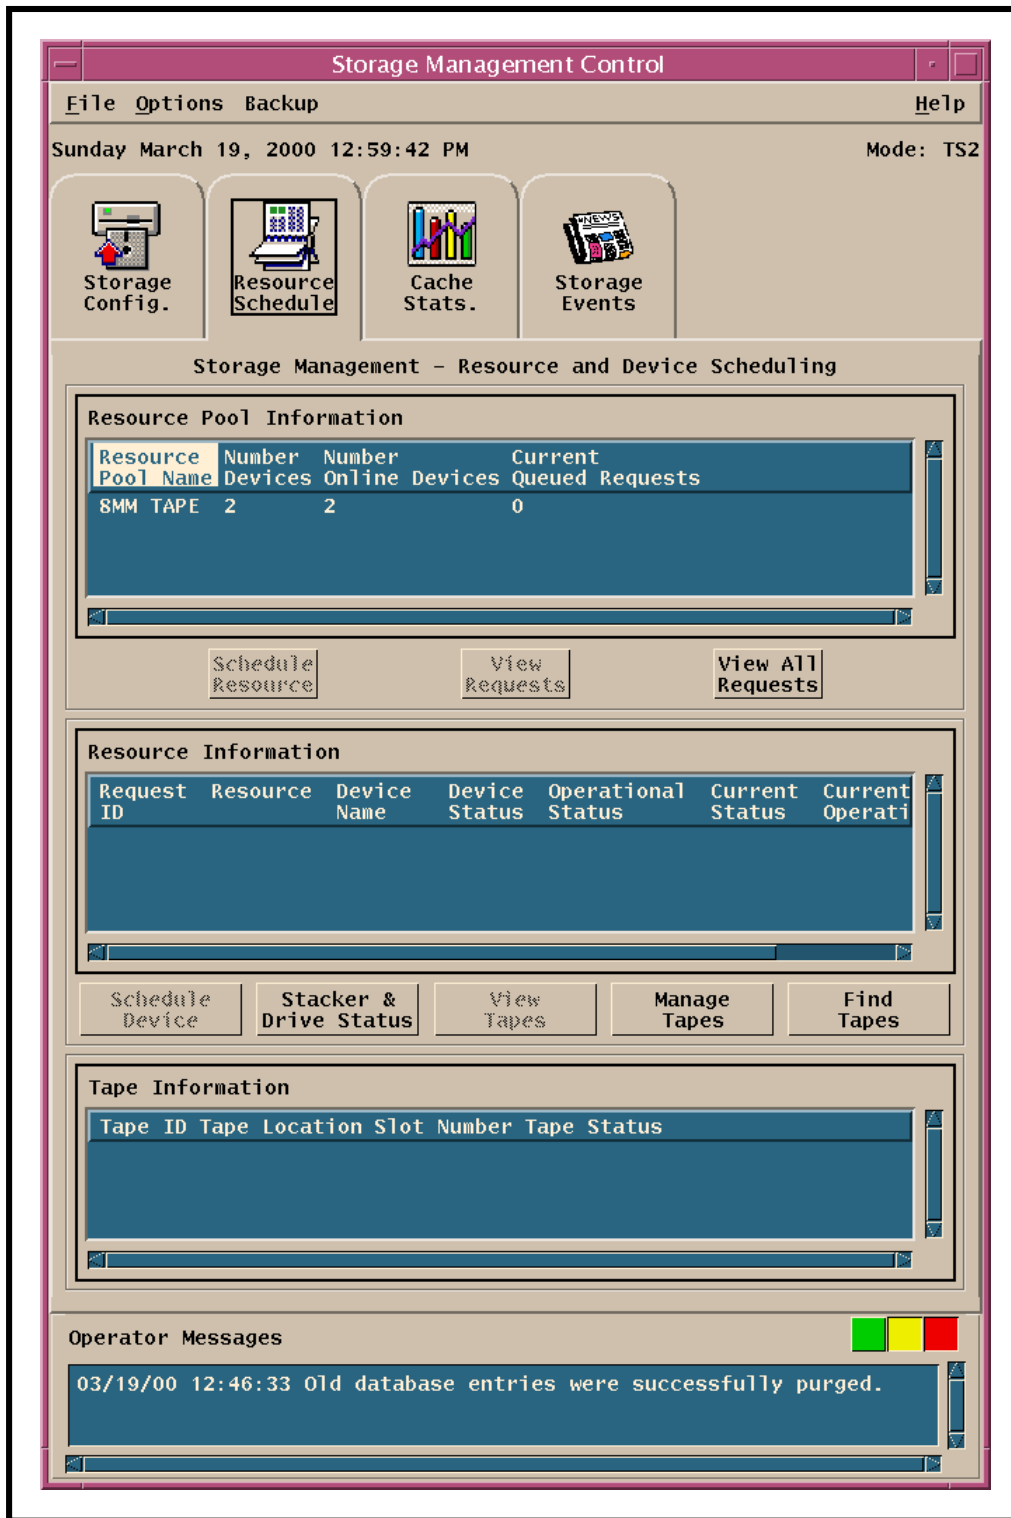 Storage Management Control
File Options Backup Help
Sunday March 19, 2000 12:59:42 PM Mode: TS2
Storage Config.
Resource Schedule
Cache Stats.
NEWS
Storage Events
Storage Management - Resource and Device Scheduling
Resource Pool Information
Resource Number Number Current
Pool Name Devices Online Devices Queued Requests
8MM TAPE 2 2 0
Schedule Resource
View Requests
View All Requests
Resource Information
Request Resource Device Device Operational Current Current
ID Name Status Status Status Operati
Schedule Device
Stacker & Drive Status
View Tapes
Manage Tapes
Find Tapes
Tape Information
Tape ID Tape Location Slot Number Tape Status
Operator Messages
03/19/00 12:46:33 Old database entries were successfully purged.